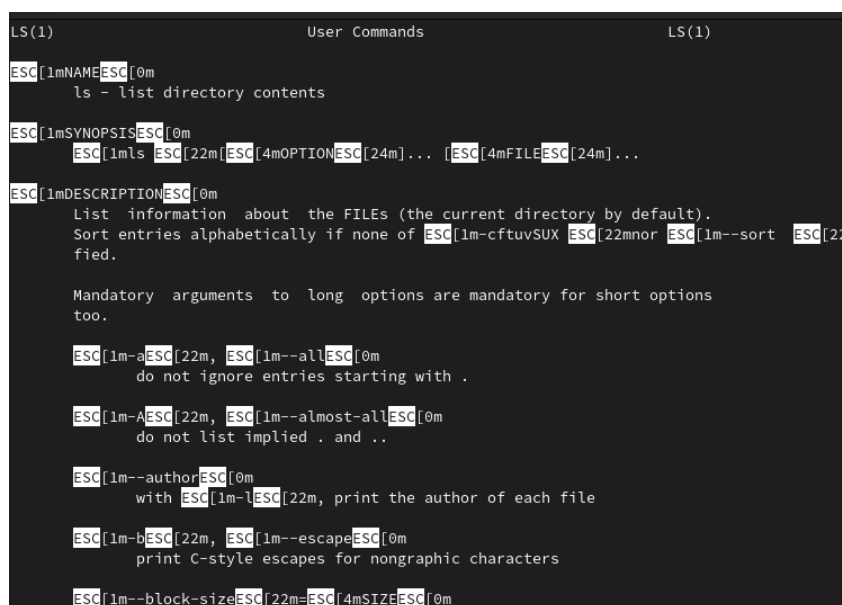 LS(1) User Commands LS(1)
ESC[1mNAMEESC[0m
ls - list directory contents
ESC[1mSYNOPSISESC[0m
ESC[1mls ESC[22m[ESC[4mOPTIONESC[24m]... [ESC[4mFILEESC[24m]...
ESC[1mDESCRIPTIONESC[0m
List information about the FILEs (the current directory by default).
Sort entries alphabetically if none of ESC[1m-cftuvSUX ESC[22mnor ESC[1m--sort ESC[22
fied.
Mandatory arguments to long options are mandatory for short options
too.
ESC[1m-aESC[22m, ESC[1m--allESC[0m
do not ignore entries starting with .
ESC[1m-AESC[22m, ESC[1m--almost-allESC[0m
do not list implied . and ..
ESC[1m--authorESC[0m
with ESC[1m-lESC[22m, print the author of each file
ESC[1m-bESC[22m, ESC[1m--escapeESC[0m
print C-style escapes for nongraphic characters
ESC[1m--block-sizeESC[22m=ESC[4mSIZEESC[0m